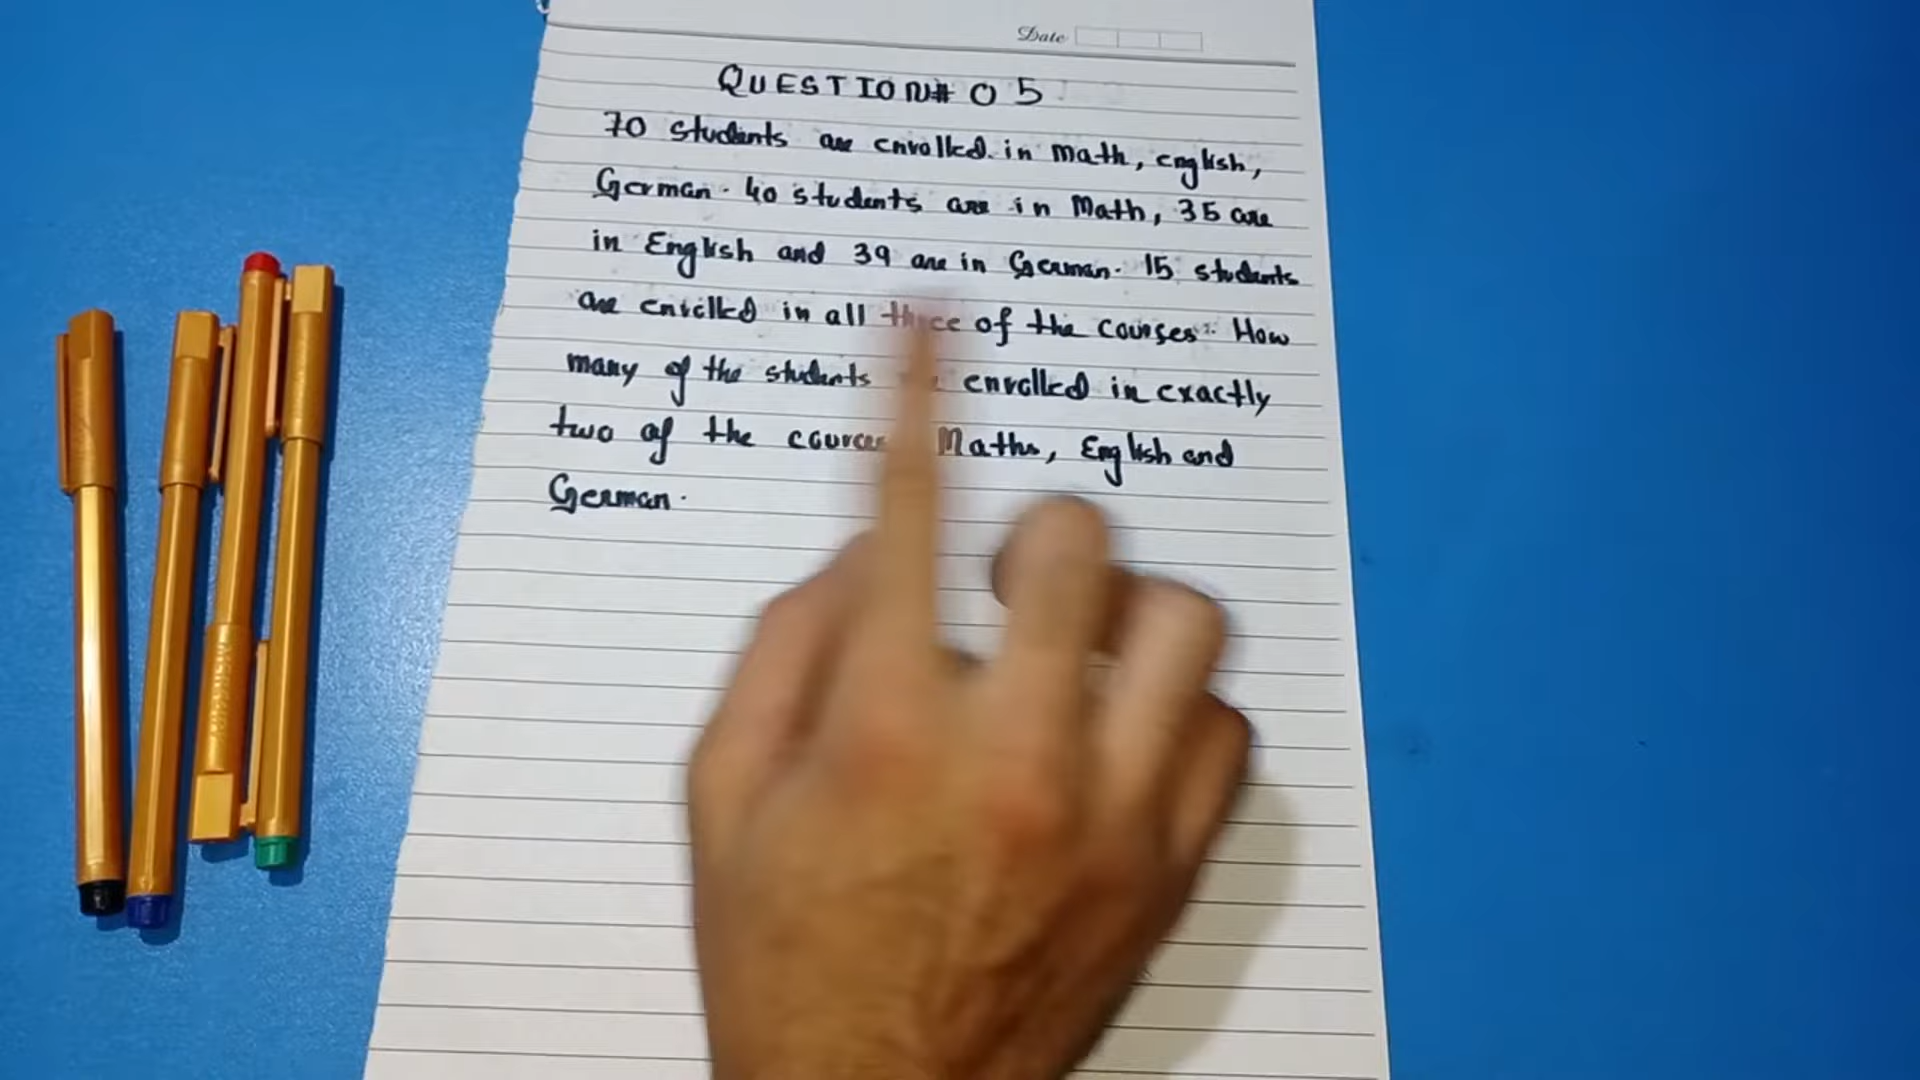 Date
QUESTION# 05
70 students are enrolled in math, english,
German. 40 students are in Math, 35 are
in English and 39 are in German. 15 students
are enrolled in all three of the courses. How
many of the students enrolled in exactly
two of the Maths, English and
German.